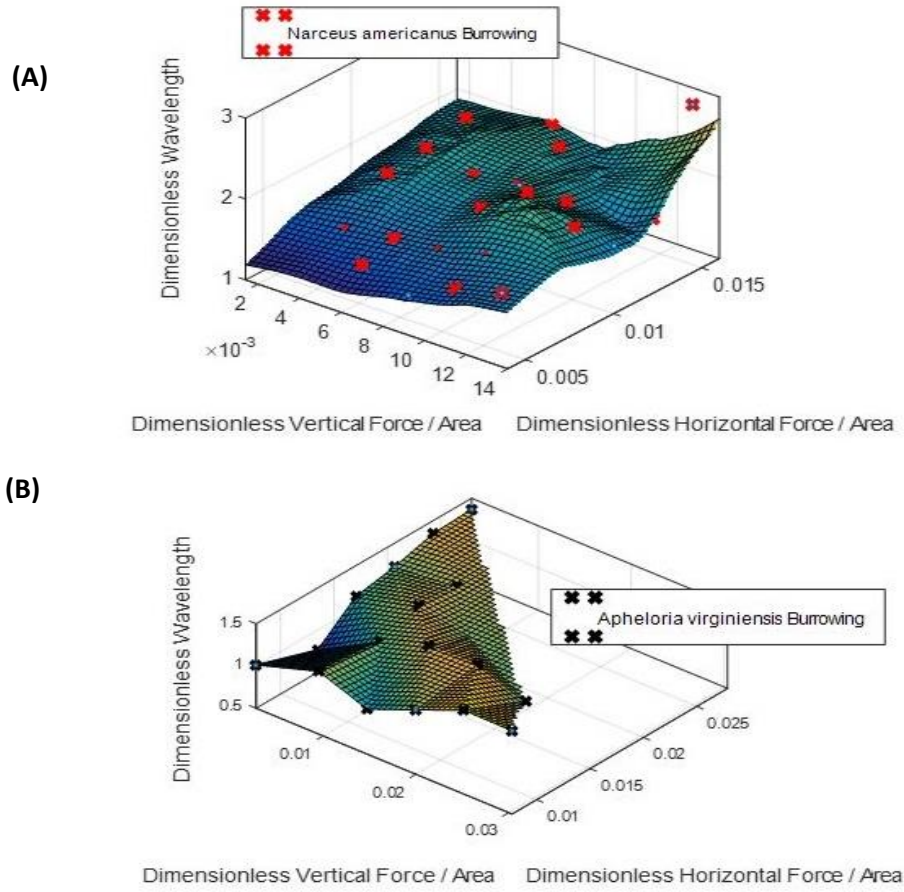 (A)
Narceus americanus Burrowing
Dimensionless Wavelength
3
2
1
2
4
6
8
10
12
14
×10-3
0.005
0.01
0.015
Dimensionless Vertical Force / Area
Dimensionless Horizontal Force / Area
(B)
Apheloria virginiensis Burrowing
Dimensionless Wavelength
1.5
1
0.5
0.01
0.02
0.03
0.01
0.015
0.02
0.025
Dimensionless Vertical Force / Area
Dimensionless Horizontal Force / Area